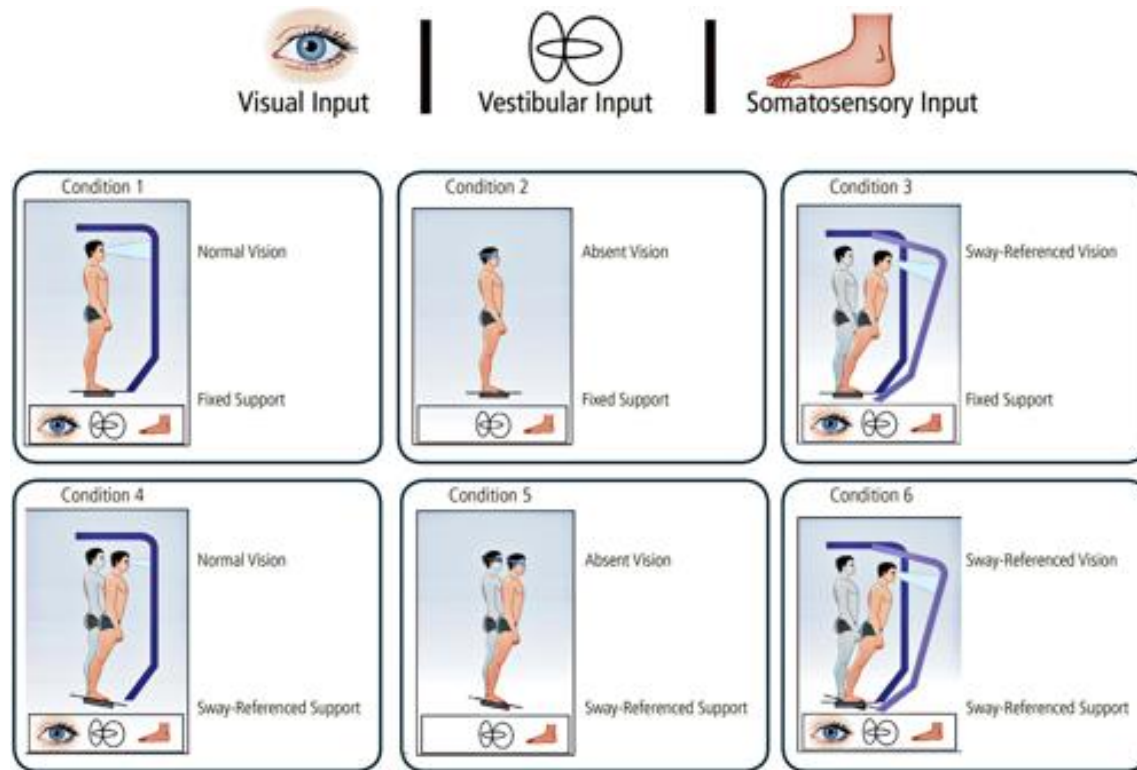 Visual Input
Vestibular Input
Somatosensory Input
Condition 1
Normal Vision
Fixed Support
Condition 2
Absent Vision
Fixed Support
Condition 3
Sway-Referenced Vision
Fixed Support
Condition 4
Normal Vision
Sway-Referenced Support
Condition 5
Absent Vision
Sway-Referenced Support
Condition 6
Sway-Referenced Vision
Sway-Referenced Support